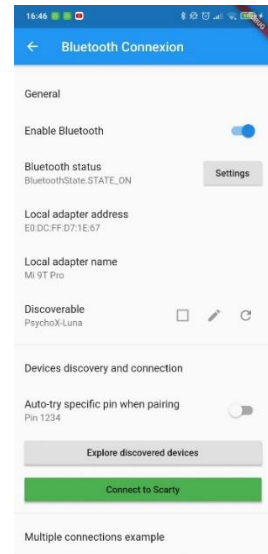 16:46
DEBUG
Bluetooth Connexion
General
Enable Bluetooth
Bluetooth status
BluetoothState.STATE_ON
Settings
Local adapter address
E0:DC:FF:D7:1E:67
Local adapter name
Mi 9T Pro
Discoverable
PsychoX-Luna
Devices discovery and connection
Auto-try specific pin when pairing
Pin 1234
Explore discovered devices
Connect to Scarty
Multiple connections example